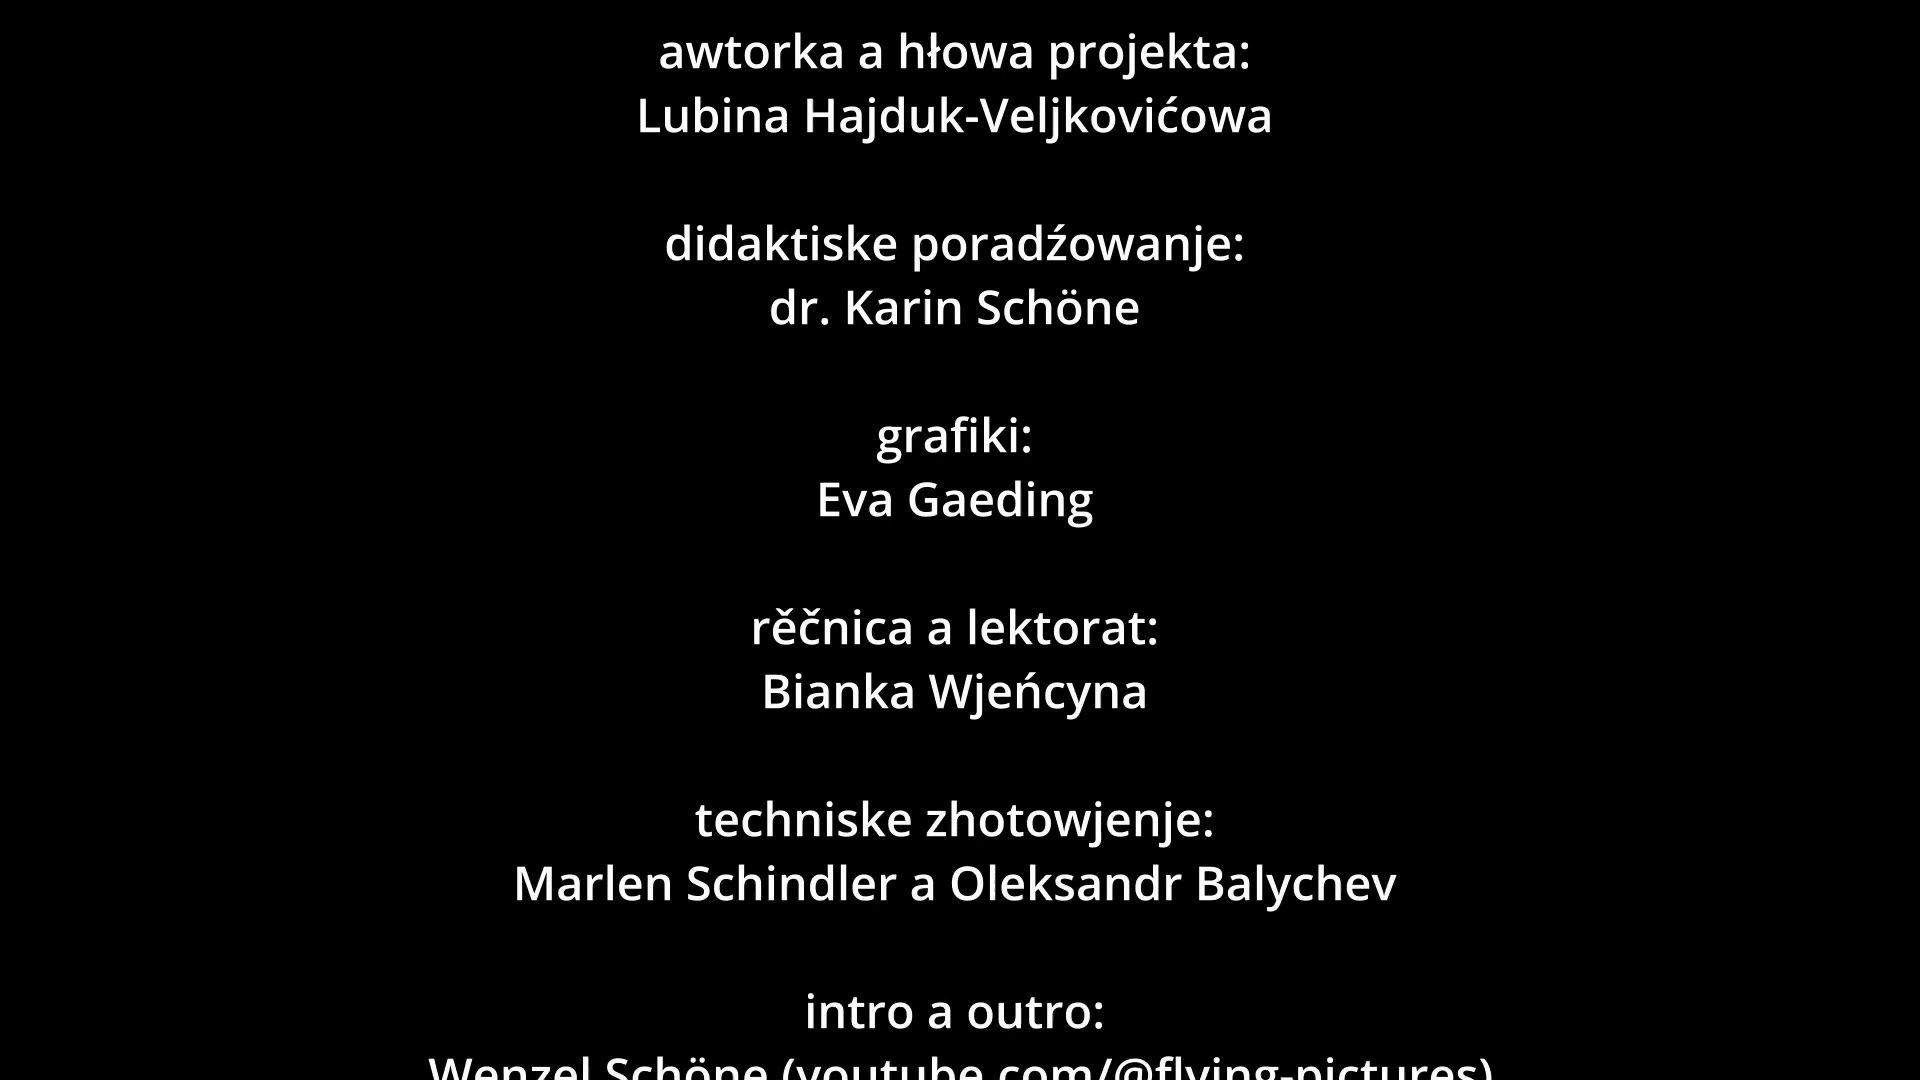 awtorka a hłowa projekta:
Lubina Hajduk-Veljkovićowa
didaktiske poradźowanje:
dr. Karin Schöne
grafiki:
Eva Gaeding
rěčnica a lektorat:
Bianka Wjeńcyna
techniske zhotowjenje:
Marlen Schindler a Oleksandr Balychev
intro a outro:
Wenzel Schöne (youtube.com/@flying-pictures)